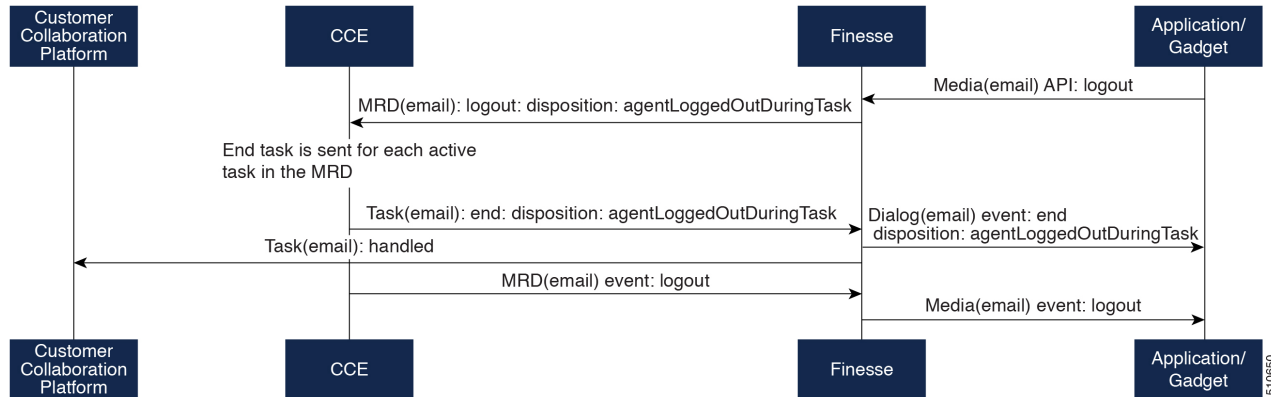 Customer
Collaboration
Platform
CCE
Finesse
Application/
Gadget
Media(email) API: logout
MRD(email): logout: disposition: agentLoggedOutDuringTask
End task is sent for each active
task in the MRD
Task(email): end: disposition: agentLoggedOutDuringTask
Dialog(email) event: end
disposition: agentLoggedOutDuringTask
Task(email): handled
MRD(email) event: logout
Media(email) event: logout
Customer
Collaboration
Platform
CCE
Finesse
Application/
Gadget
510650